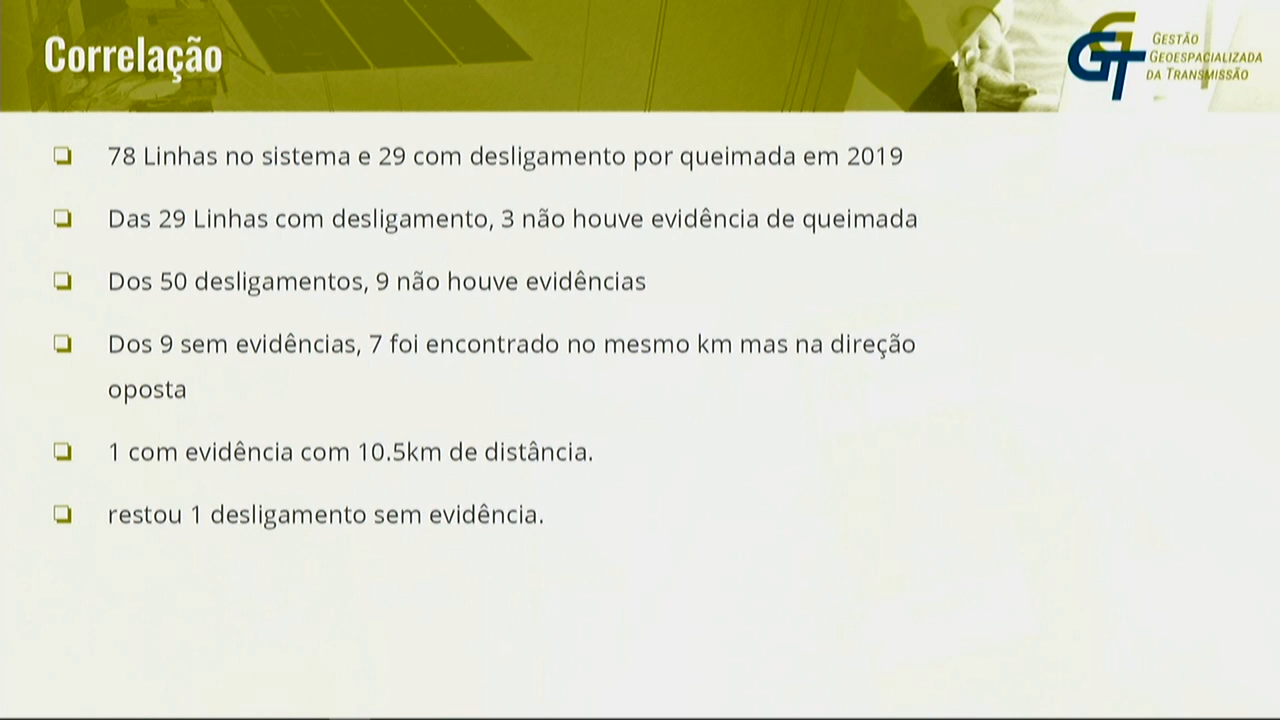 Correlação
GESTÃO
GEOESPACIALIZADA
DA TRANSMISSÃO
78 Linhas no sistema e 29 com desligamento por queimada em 2019
Das 29 Linhas com desligamento, 3 não houve evidência de queimada
Dos 50 desligamentos, 9 não houve evidências
Dos 9 sem evidências, 7 foi encontrado no mesmo km mas na direção
oposta
1 com evidência com 10.5km de distância.
restou 1 desligamento sem evidência.